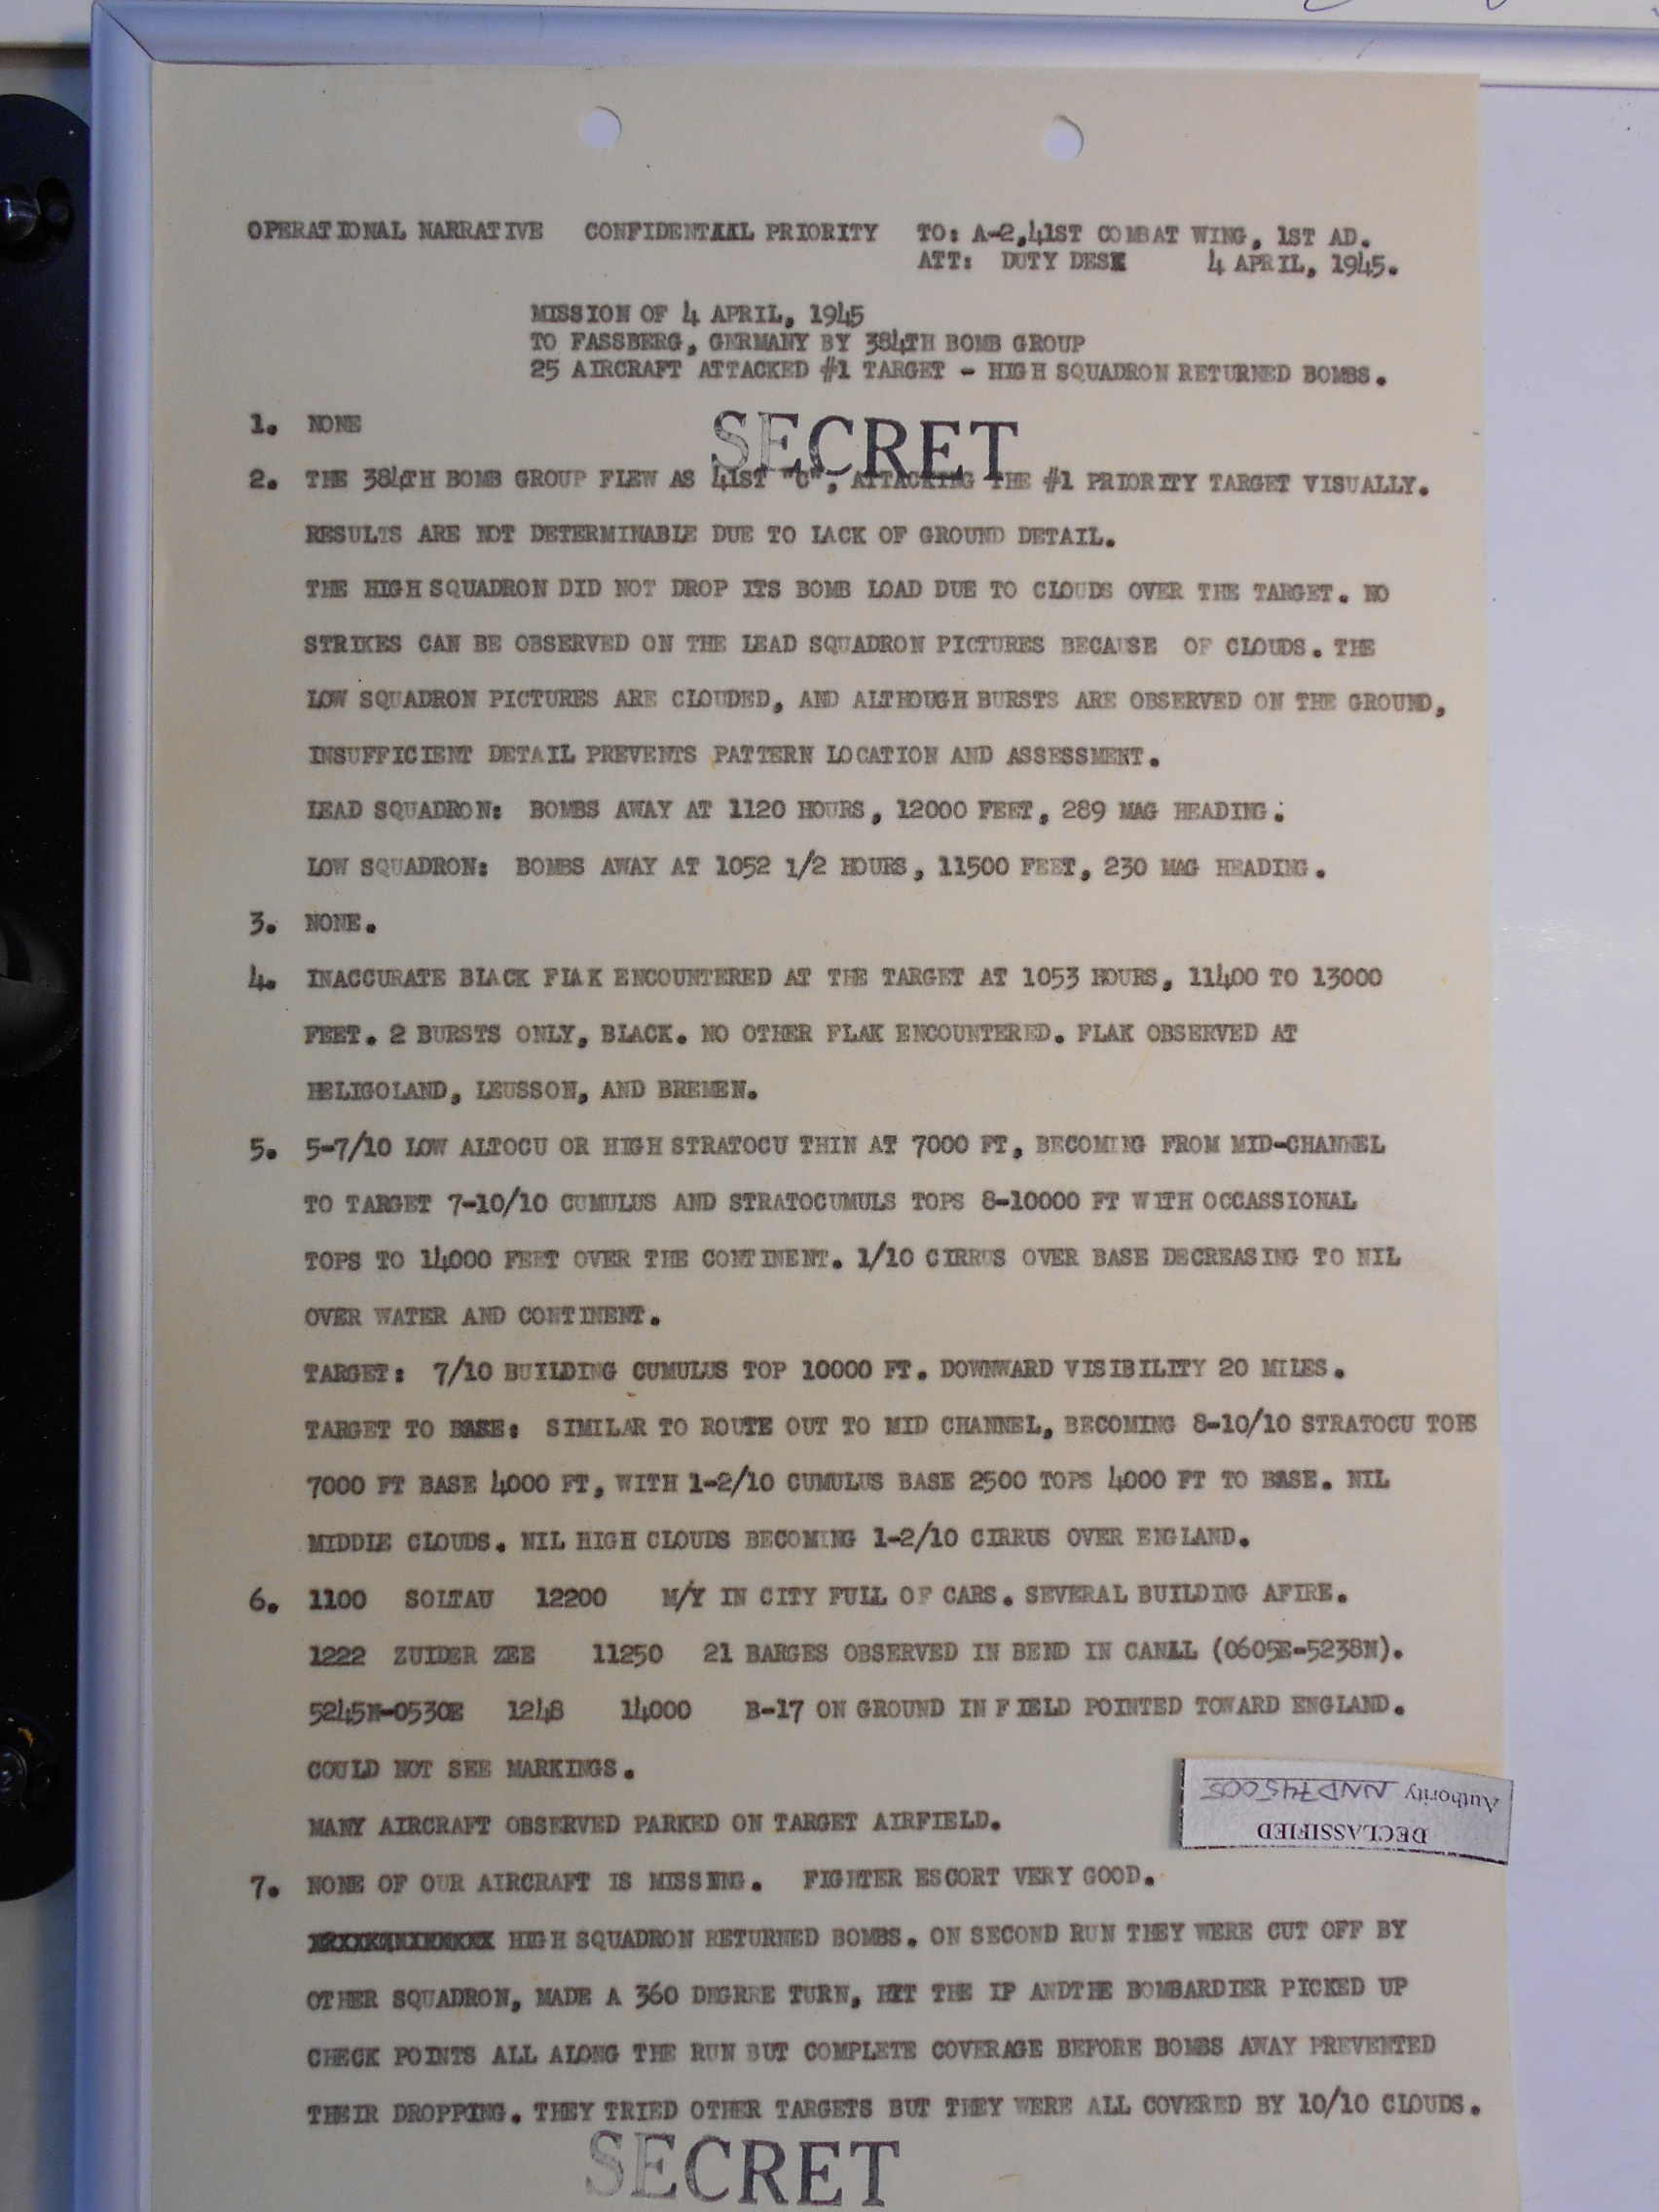 OPERATIONAL NARRATIVE CONFIDENTIAL PRIORITY TO: A-2,41ST COMBAT WING, 1ST AD.
ATT: DUTY DESK 4 APRIL, 1945.
MISSION OF 4 APRIL, 1945
TO FASSBERG, GERMANY BY 384TH BOMB GROUP
25 AIRCRAFT ATTACKED #1 TARGET - HIGH SQUADRON RETURNED BOMBS.
1. NONE
SECRET
2. THE 384TH BOMB GROUP FLEW AS 41ST "C", ATTACKING THE #1 PRIORITY TARGET VISUALLY.
RESULTS ARE NOT DETERMINABLE DUE TO LACK OF GROUND DETAIL.
THE HIGH SQUADRON DID NOT DROP ITS BOMB LOAD DUE TO CLOUDS OVER THE TARGET. NO
STRIKES CAN BE OBSERVED ON THE LEAD SQUADRON PICTURES BECAUSE OF CLOUDS. THE
LOW SQUADRON PICTURES ARE CLOUDED, AND ALTHOUGH BURSTS ARE OBSERVED ON THE GROUND,
INSUFFICIENT DETAIL PREVENTS PATTERN LOCATION AND ASSESSMENT.
LEAD SQUADRON: BOMBS AWAY AT 1120 HOURS, 12000 FEET, 289 MAG HEADING.
LOW SQUADRON: BOMBS AWAY AT 1052 1/2 HOURS, 11500 FEET, 230 MAG HEADING.
3. NONE.
4. INACCURATE BLACK FLAK ENCOUNTERED AT THE TARGET AT 1053 HOURS, 11400 TO 13000
FEET. 2 BURSTS ONLY, BLACK. NO OTHER FLAK ENCOUNTERED. FLAK OBSERVED AT
HELIGOLAND, LEUSSON, AND BREMEN.
5. 5-7/10 LOW ALTOCU OR HIGH STRATOCU THIN AT 7000 FT, BECOMING FROM MID-CHANNEL
TO TARGET 7-10/10 CUMULUS AND STRATOCUMULS TOPS 8-10000 FT WITH OCCASSIONAL
TOPS TO 14000 FEET OVER THE CONTINENT. 1/10 CIRRUS OVER BASE DECREASING TO NIL
OVER WATER AND CONTINENT.
TARGET: 7/10 BUILDING CUMULUS TOP 10000 FT. DOWNWARD VISIBILITY 20 MILES.
TARGET TO BASE: SIMILAR TO ROUTE OUT TO MID CHANNEL, BECOMING 8-10/10 STRATOCU TOPS
7000 FT BASE 4000 FT, WITH 1-2/10 CUMULUS BASE 2500 TOPS 4000 FT TO BASE. NIL
MIDDLE CLOUDS. NIL HIGH CLOUDS BECOMING 1-2/10 CIRRUS OVER ENGLAND.
6. 1100 SOLTAU 12200 M/Y IN CITY FULL OF CARS. SEVERAL BUILDING AFIRE.
1222 ZUIDER ZEE 11250 21 BARGES OBSERVED IN BEND IN CANAL (0605E-5238N).
5245N-0530E 1248 14000 B-17 ON GROUND IN FIELD POINTED TOWARD ENGLAND.
COULD NOT SEE MARKINGS.
MANY AIRCRAFT OBSERVED PARKED ON TARGET AIRFIELD.
DECLASSIFIED
Authority NND745005
7. NONE OF OUR AIRCRAFT IS MISSING. FIGHTER ESCORT VERY GOOD.
HIGH SQUADRON RETURNED BOMBS. ON SECOND RUN THEY WERE CUT OFF BY
OTHER SQUADRON, MADE A 360 DEGREE TURN, HIT THE IP ANDTHE BOMBARDIER PICKED UP
CHECK POINTS ALL ALONG THE RUN BUT COMPLETE COVERAGE BEFORE BOMBS AWAY PREVENTED
THEIR DROPPING. THEY TRIED OTHER TARGETS BUT THEY WERE ALL COVERED BY 10/10 CLOUDS.
SECRET